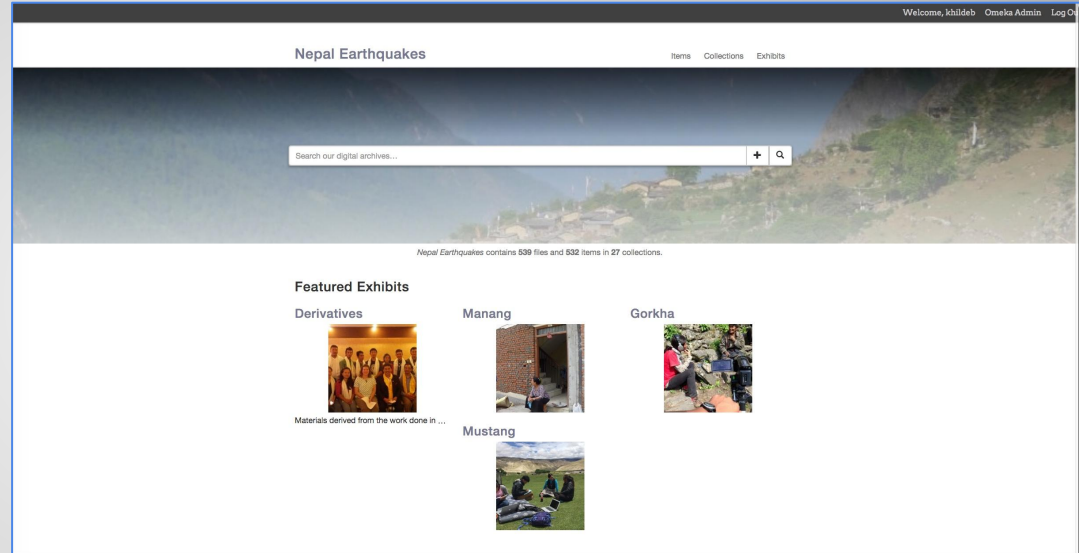 Welcome, khildeb Omeka Admin Log Ou
Nepal Earthquakes
Items Collections Exhibits
Search our digital archives...
Nepal Earthquakes contains 539 files and 532 items in 27 collections.
Featured Exhibits
Derivatives
Manang
Gorkha
Materials derived from the work done in …
Mustang